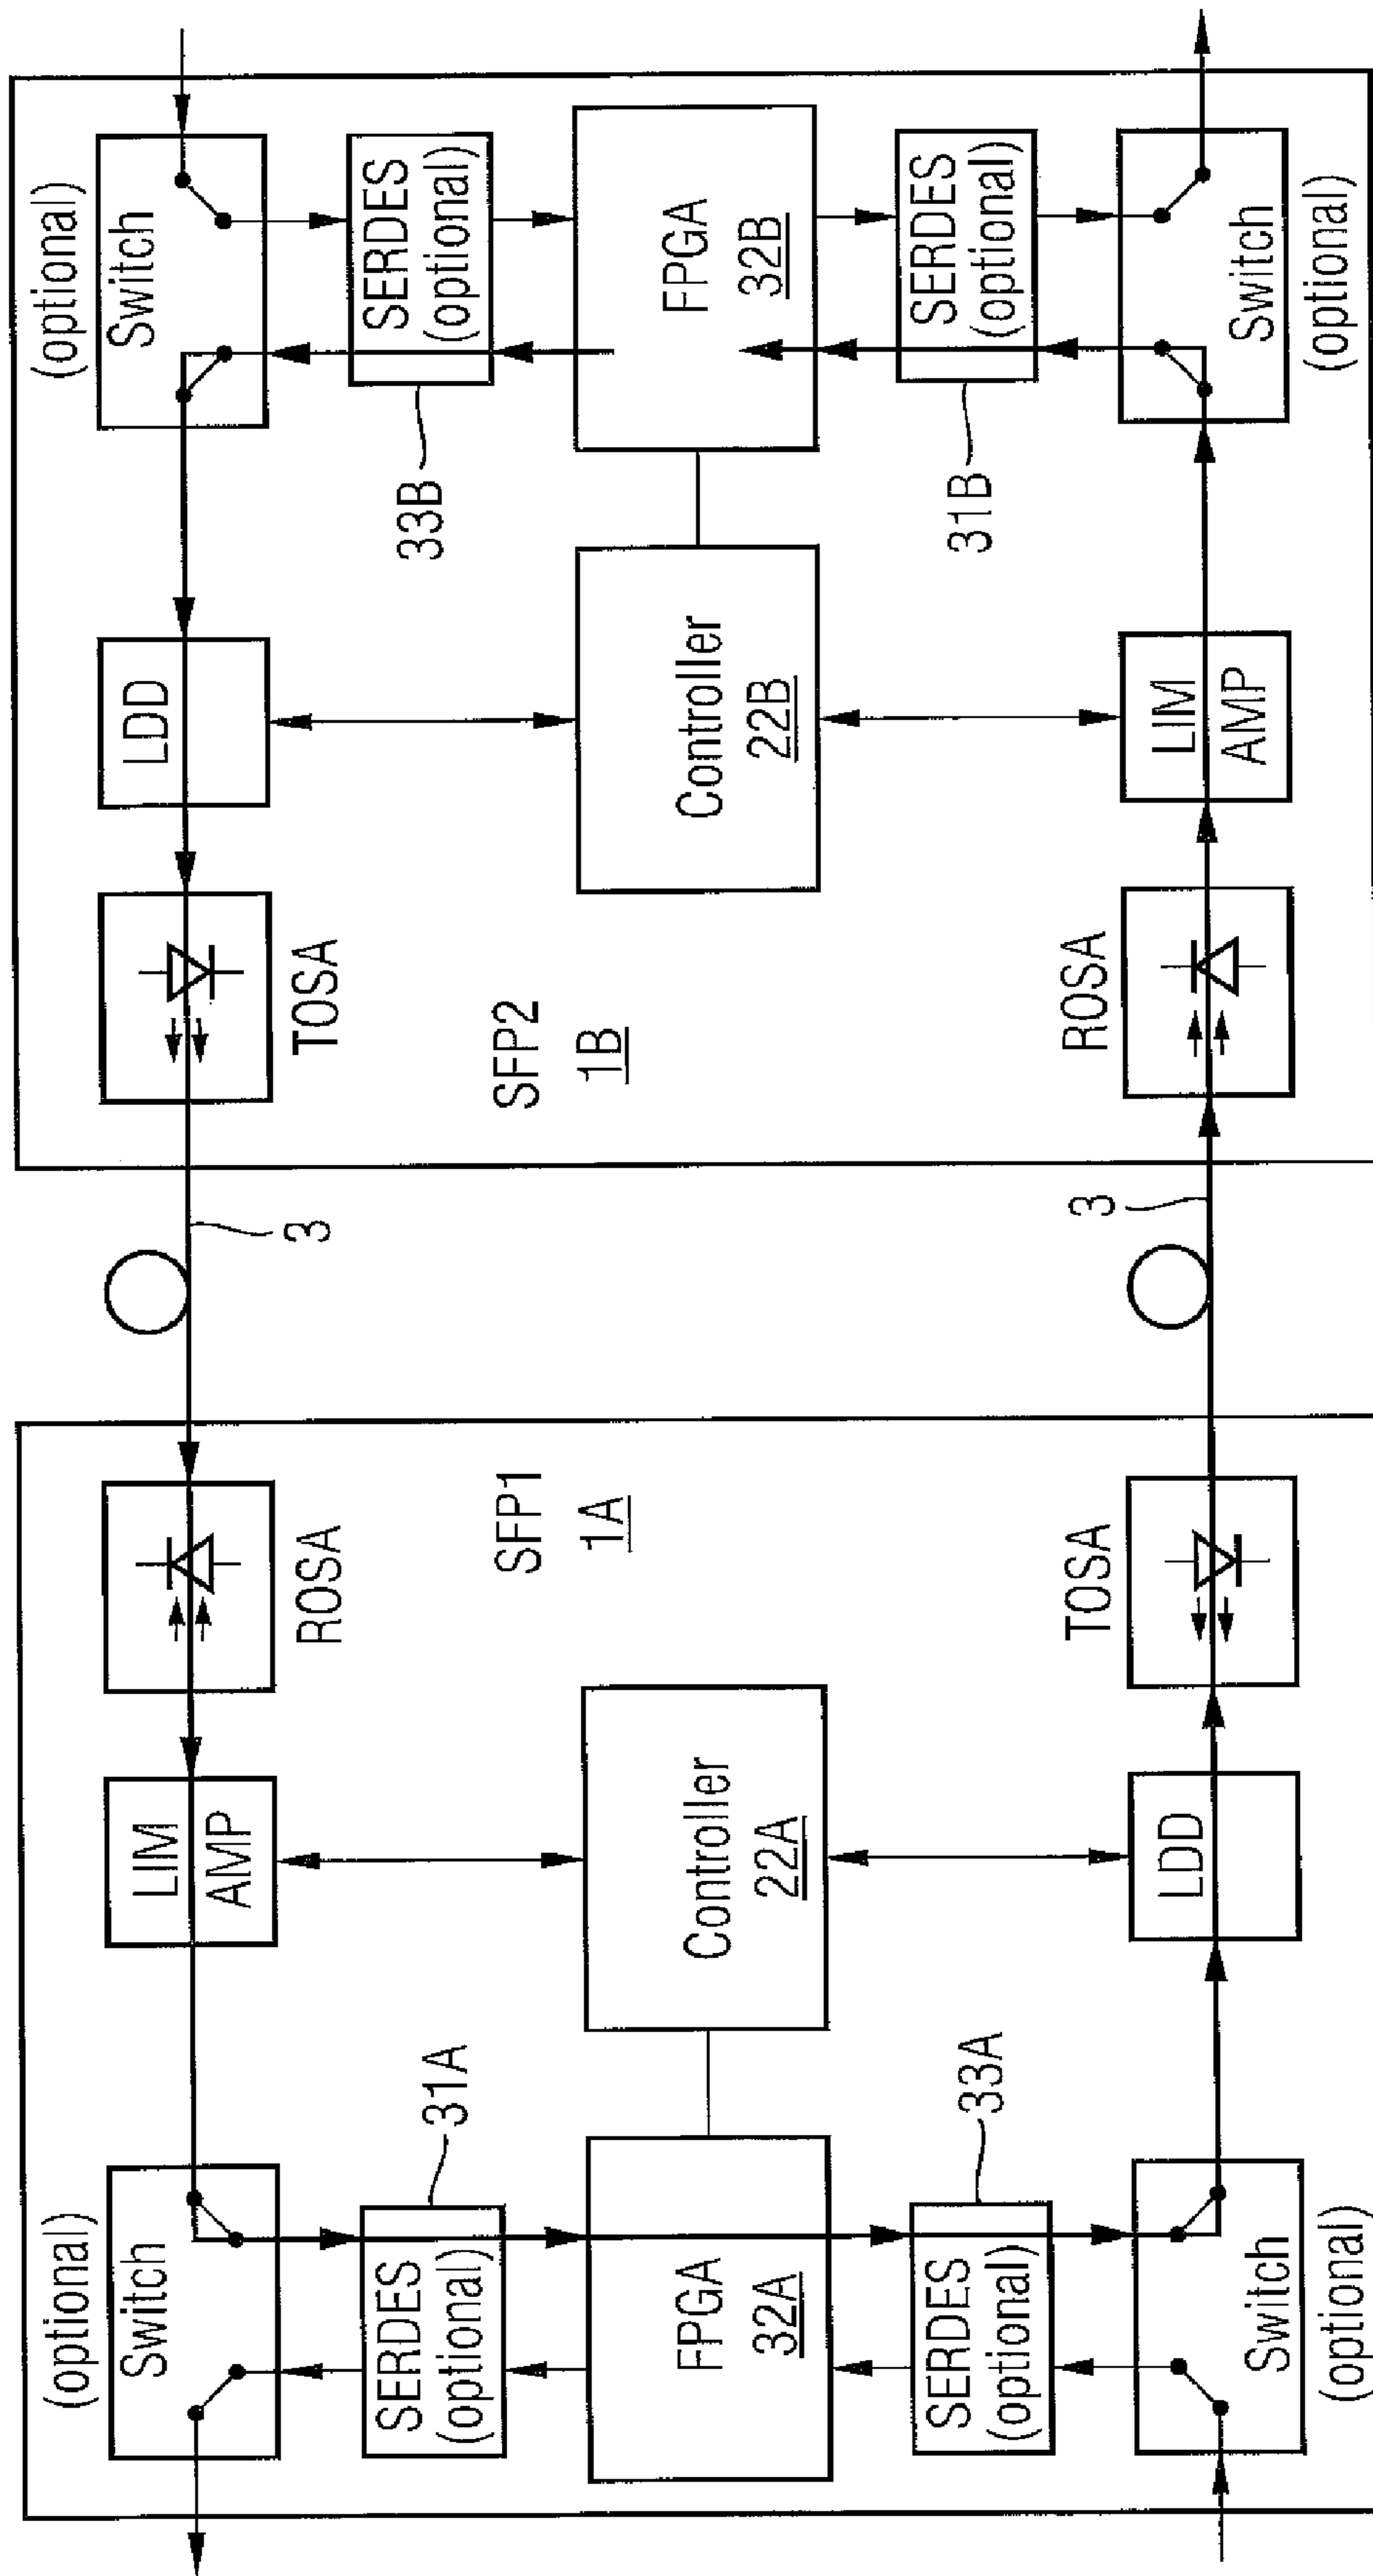 (optional)
Switch
LIM
AMP
ROSA
3
TOSA
LDD
(optional)
Switch
31A
SERDES
(optional)
SFP1
1A
SFP2
1B
33B
SERDES
(optional)
FPGA
32A
Controller
22A
Controller
22B
FPGA
32B
33A
SERDES
(optional)
31B
SERDES
(optional)
TOSA
3
ROSA
LDD
LIM
AMP
Switch
(optional)
Switch
(optional)